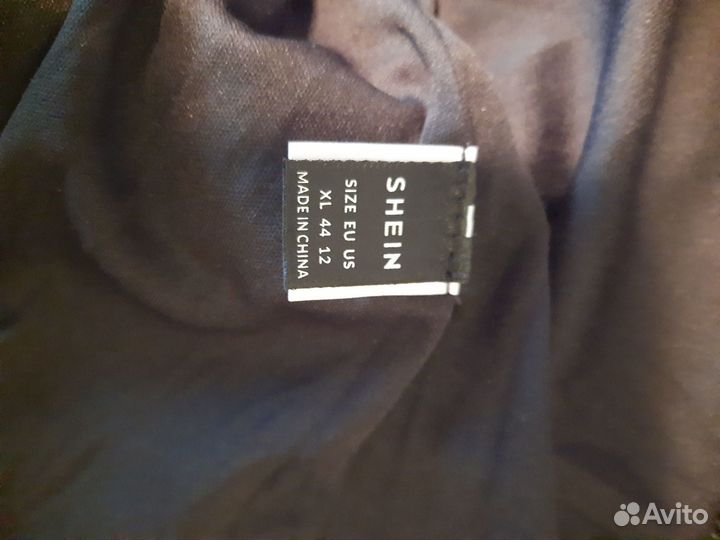 SHEIN
SIZE EU US
XL 44 12
MADE IN CHINA
Avito